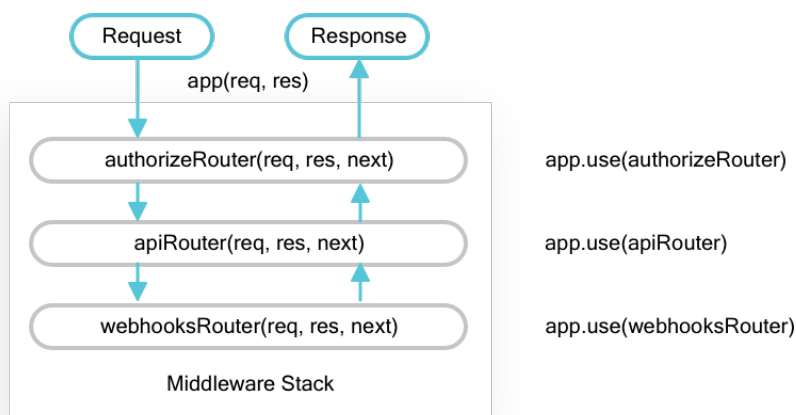 Request
Response
app(req, res)
authorizeRouter(req, res, next)
app.use(authorizeRouter)
apiRouter(req, res, next)
app.use(apiRouter)
webhooksRouter(req, res, next)
app.use(webhooksRouter)
Middleware Stack